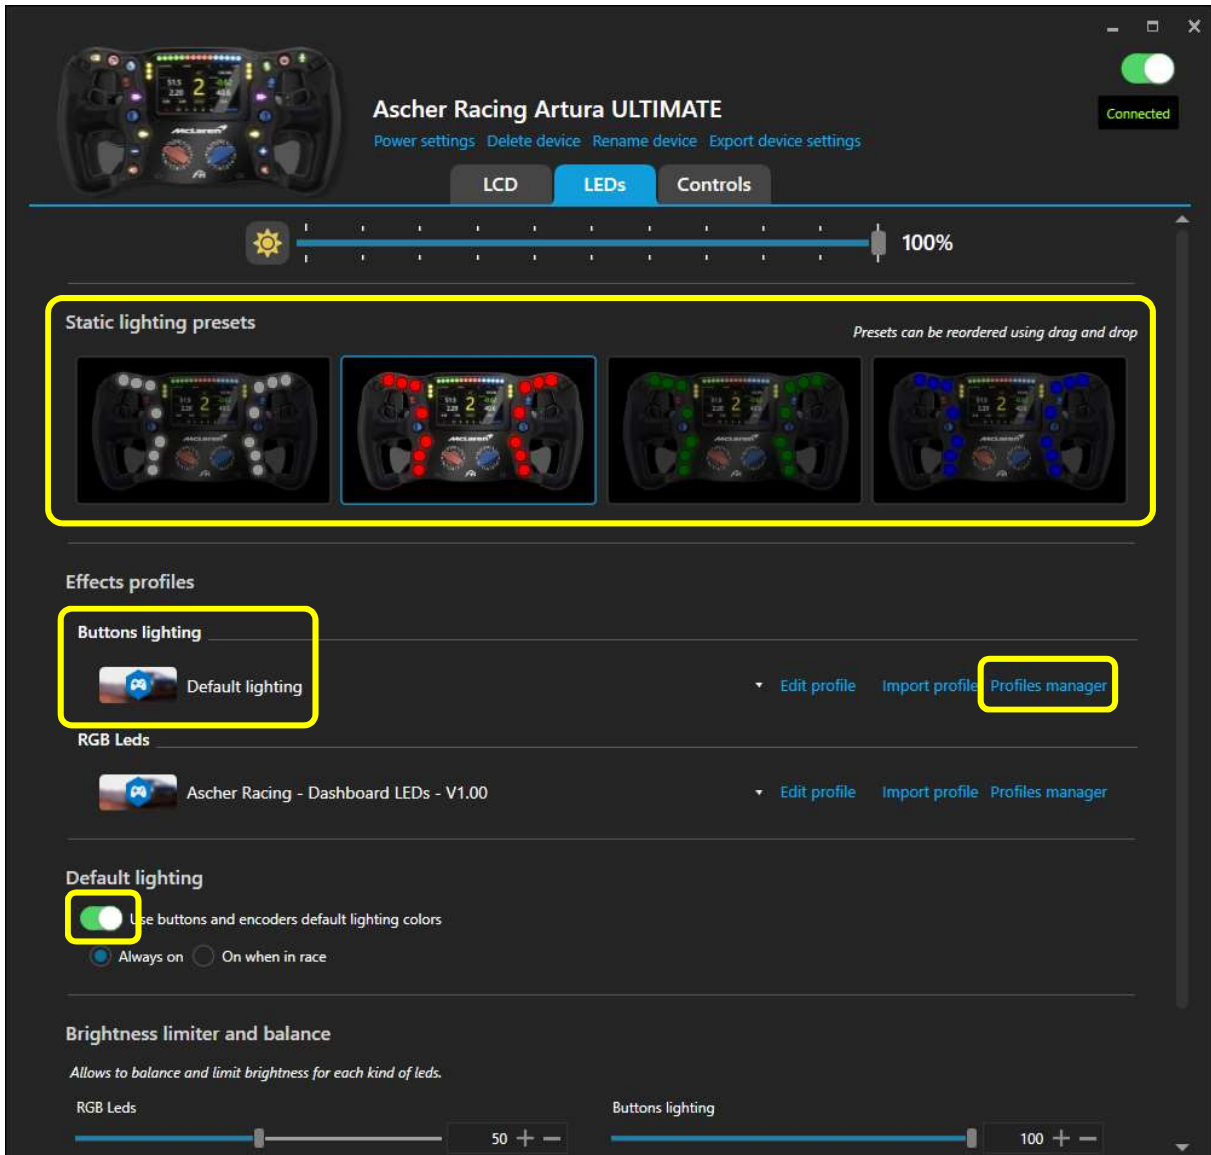 Ascher Racing Artura ULTIMATE
Connected
Power settings Delete device Rename device Export device settings
LCD LEDs Controls
100%
Static lighting presets
Presets can be reordered using drag and drop
Effects profiles
Buttons lighting
Default lighting Edit profile Import profile Profiles manager
RGB Leds
Ascher Racing - Dashboard LEDs - V1.00 Edit profile Import profile Profiles manager
Default lighting
Use buttons and encoders default lighting colors
Always on On when in race
Brightness limiter and balance
Allows to balance and limit brightness for each kind of leds.
RGB Leds Buttons lighting
50 + − 100 + −